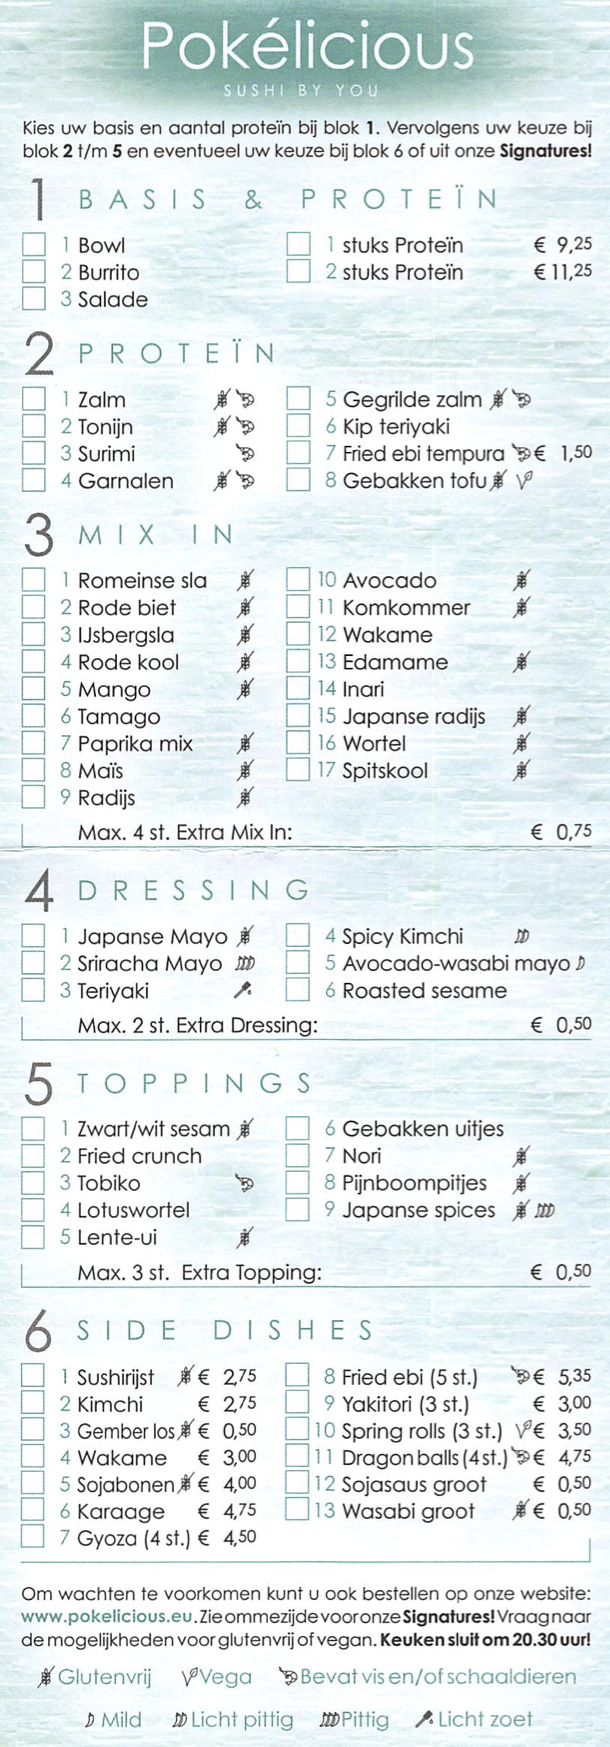 Pokélicious
SUSHI BY YOU
Kies uw basis en aantal proteïn bij blok 1. Vervolgens uw keuze bij
blok 2 t/m 5 en eventueel uw keuze bij blok 6 of uit onze Signatures!
1 BASIS & PROTEÏN
1 Bowl
2 Burrito
3 Salade
1 stuks Proteïn € 9,25
2 stuks Proteïn € 11,25
2 PROTEÏN
1 Zalm
2 Tonijn
3 Surimi
4 Garnalen
5 Gegrilde zalm
6 Kip teriyaki
7 Fried ebi tempura € 1,50
8 Gebakken tofu
3 MIX IN
1 Romeinse sla
2 Rode biet
3 IJsbergsla
4 Rode kool
5 Mango
6 Tamago
7 Paprika mix
8 Maïs
9 Radijs
10 Avocado
11 Komkommer
12 Wakame
13 Edamame
14 Inari
15 Japanse radijs
16 Wortel
17 Spitskool
Max. 4 st. Extra Mix In: € 0,75
4 DRESSING
1 Japanse Mayo
2 Sriracha Mayo
3 Teriyaki
4 Spicy Kimchi
5 Avocado-wasabi mayo
6 Roasted sesame
Max. 2 st. Extra Dressing: € 0,50
5 TOPPINGS
1 Zwart/wit sesam
2 Fried crunch
3 Tobiko
4 Lotuswortel
5 Lente-ui
6 Gebakken uitjes
7 Nori
8 Pijnboompitjes
9 Japanse spices
Max. 3 st. Extra Topping: € 0,50
6 SIDE DISHES
1 Sushirijst € 2,75
2 Kimchi € 2,75
3 Gember los € 0,50
4 Wakame € 3,00
5 Sojabonen € 4,00
6 Karaage € 4,75
7 Gyoza (4 st.) € 4,50
8 Fried ebi (5 st.) € 5,35
9 Yakitori (3 st.) € 3,00
10 Spring rolls (3 st.) € 3,50
11 Dragon balls (4 st.) € 4,75
12 Sojasaus groot € 0,50
13 Wasabi groot € 0,50
Om wachten te voorkomen kunt u ook bestellen op onze website:
www.pokelicious.eu. Zie ommezijde voor onze Signatures! Vraag naar
de mogelijkheden voor glutenvrij of vegan. Keuken sluit om 20.30 uur!
Glutenvrij Vega Bevat vis en/of schaaldieren
Mild Licht pittig Pittig Licht zoet